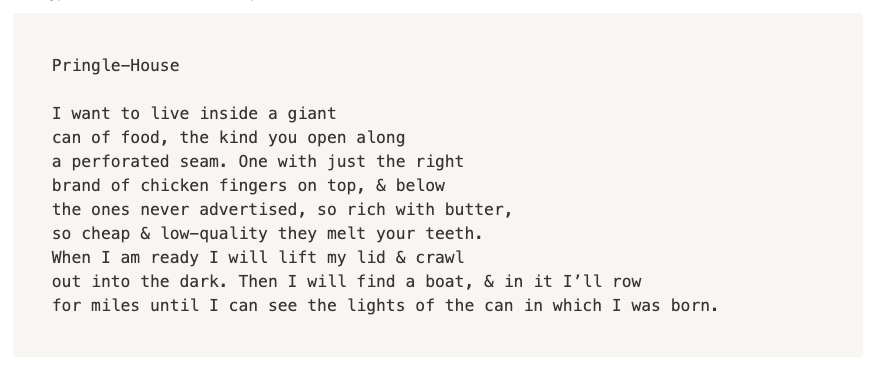 Pringle–House
I want to live inside a giant
can of food, the kind you open along
a perforated seam. One with just the right
brand of chicken fingers on top, & below
the ones never advertised, so rich with butter,
so cheap & low–quality they melt your teeth.
When I am ready I will lift my lid & crawl
out into the dark. Then I will find a boat, & in it I’ll row
for miles until I can see the lights of the can in which I was born.